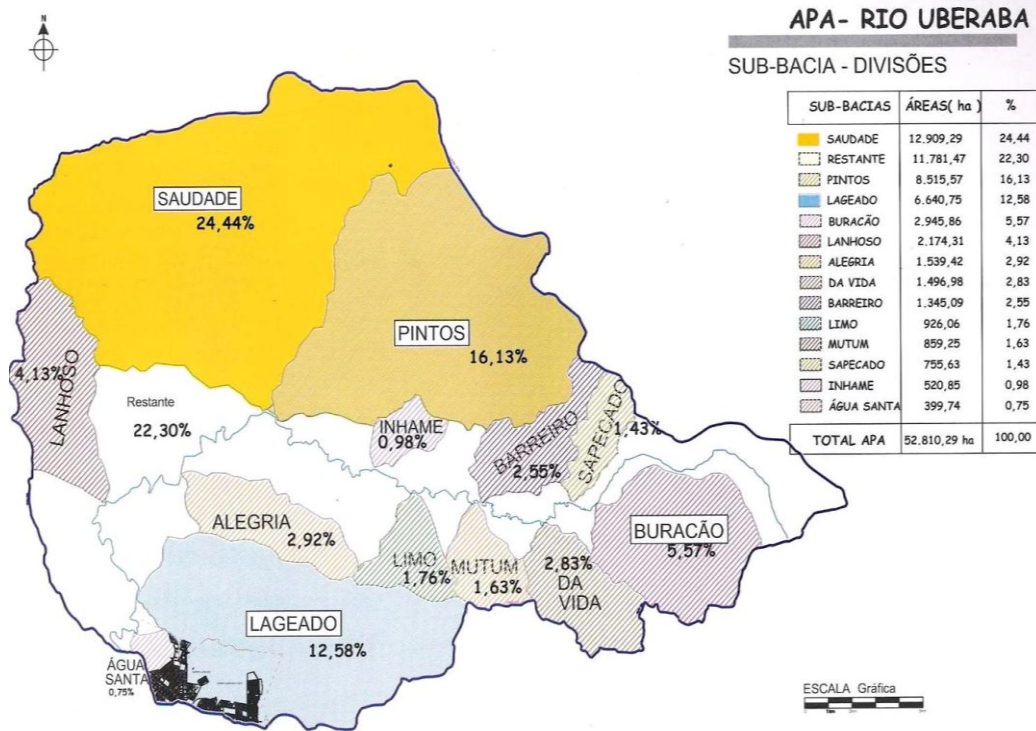 APA- RIO UBERABA
SUB-BACIA - DIVISÕES
N
SUB-BACIAS ÁREAS( ha ) %
SAUDADE 12.909,29 24,44
RESTANTE 11.781,47 22,30
PINTOS 8.515,57 16,13
LAGEADO 6.640,75 12,58
BURACÃO 2.945,86 5,57
LANHOSO 2.174,31 4,13
ALEGRIA 1.539,42 2,92
DA VIDA 1.496,98 2,83
BARREIRO 1.345,09 2,55
LIMO 926,06 1,76
MUTUM 859,25 1,63
SAPECADO 755,63 1,43
INHAME 520,85 0,98
ÁGUA SANTA 399,74 0,75
TOTAL APA 52.810,29 ha 100,00
SAUDADE
24,44%
PINTOS
16,13%
4,13%
LANHOSO
Restante
22,30%
INHAME
0,98%
BARREIRO
2,55%
SAPECADO
1,43%
ALEGRIA
2,92%
LIMO
1,76%
MUTUM
1,63%
2,83%
DA
VIDA
BURACÃO
5,57%
LAGEADO
12,58%
ÁGUA
SANTA
0,75%
ESCALA Gráfica